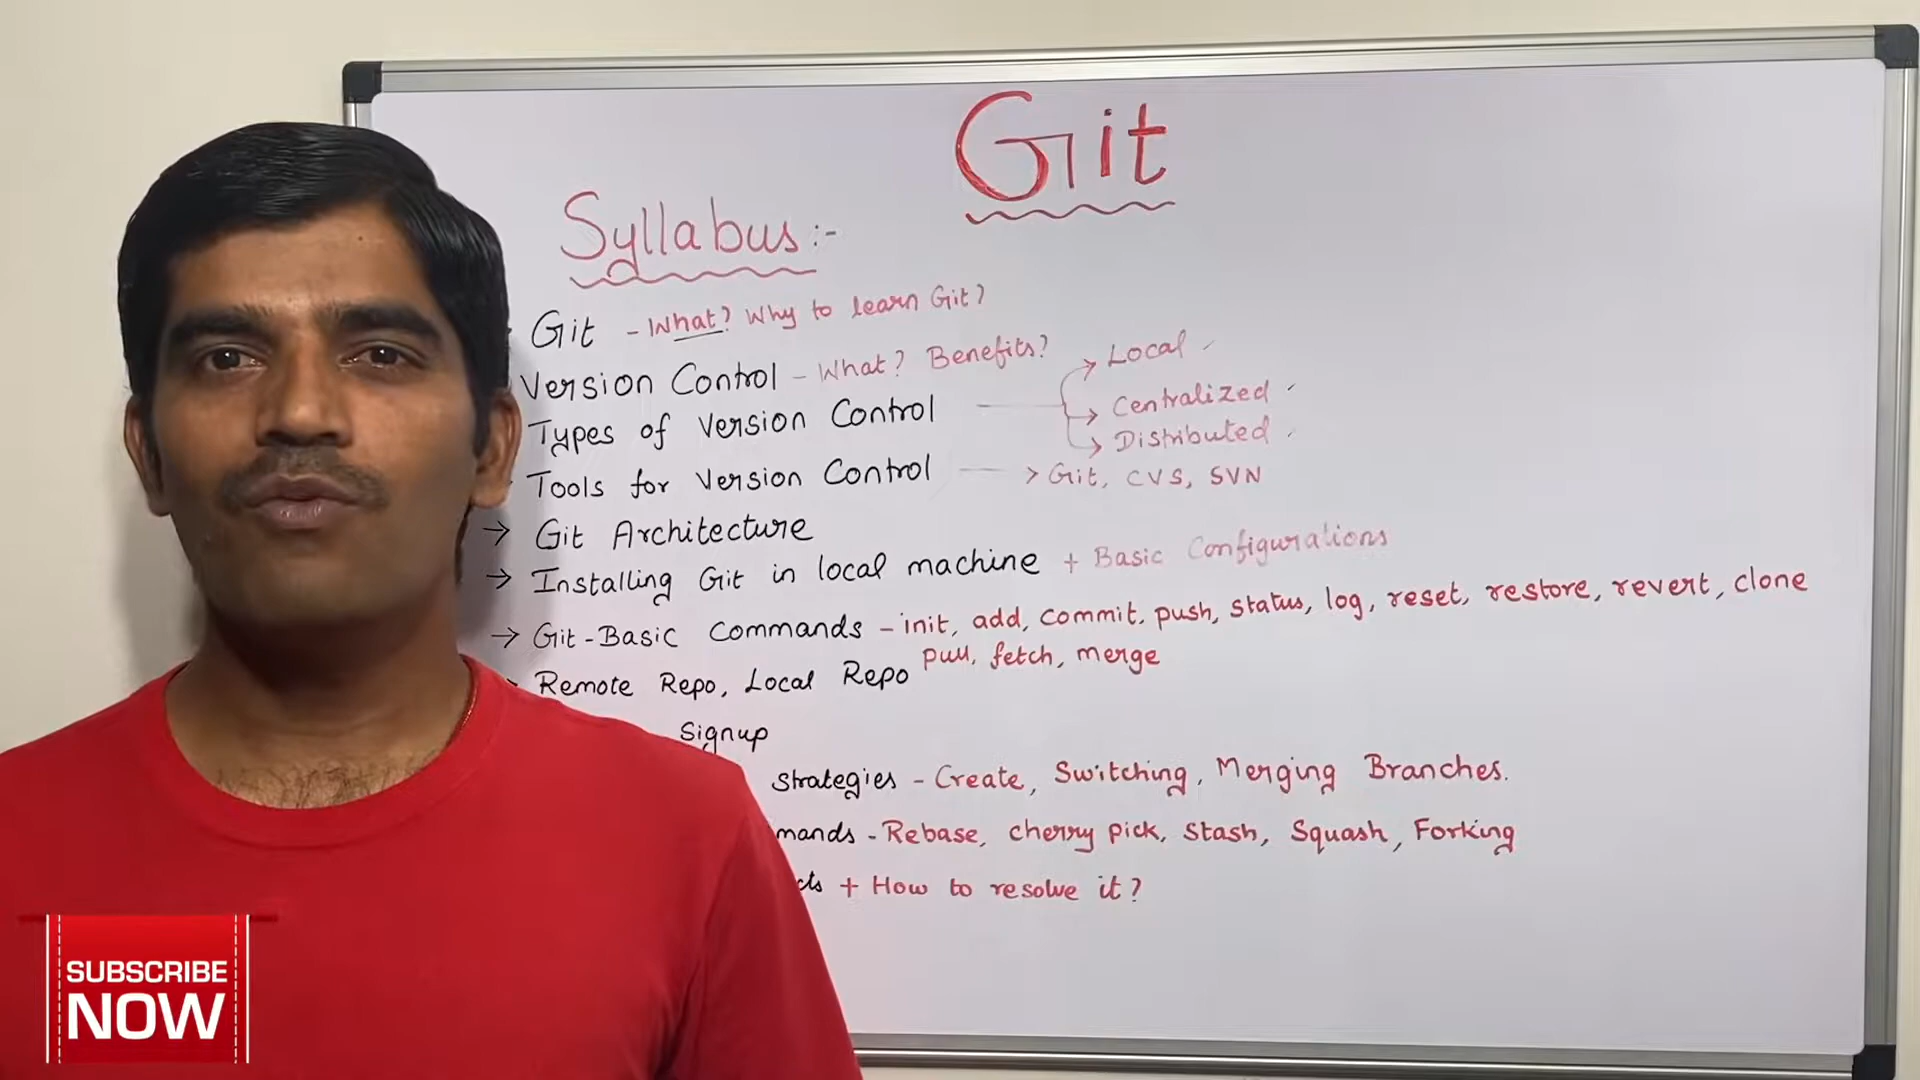 Git
Syllabus:-
Git - What? Why to learn Git?
Version Control - What? Benefits?
Types of Version Control
Local
Centralized
Distributed
Tools for Version Control > Git, CVS, SVN
→ Git Architecture
→ Installing Git in local machine + Basic Configurations
→ Git-Basic Commands - init, add, commit, push, status, log, reset, restore, revert, clone
pull, fetch, merge
Remote Repo, Local Repo
Signup
Strategies - Create, Switching, Merging Branches.
mands - Rebase, cherry pick, Stash, Squash, Forking
cts + How to resolve it?
SUBSCRIBE
NOW